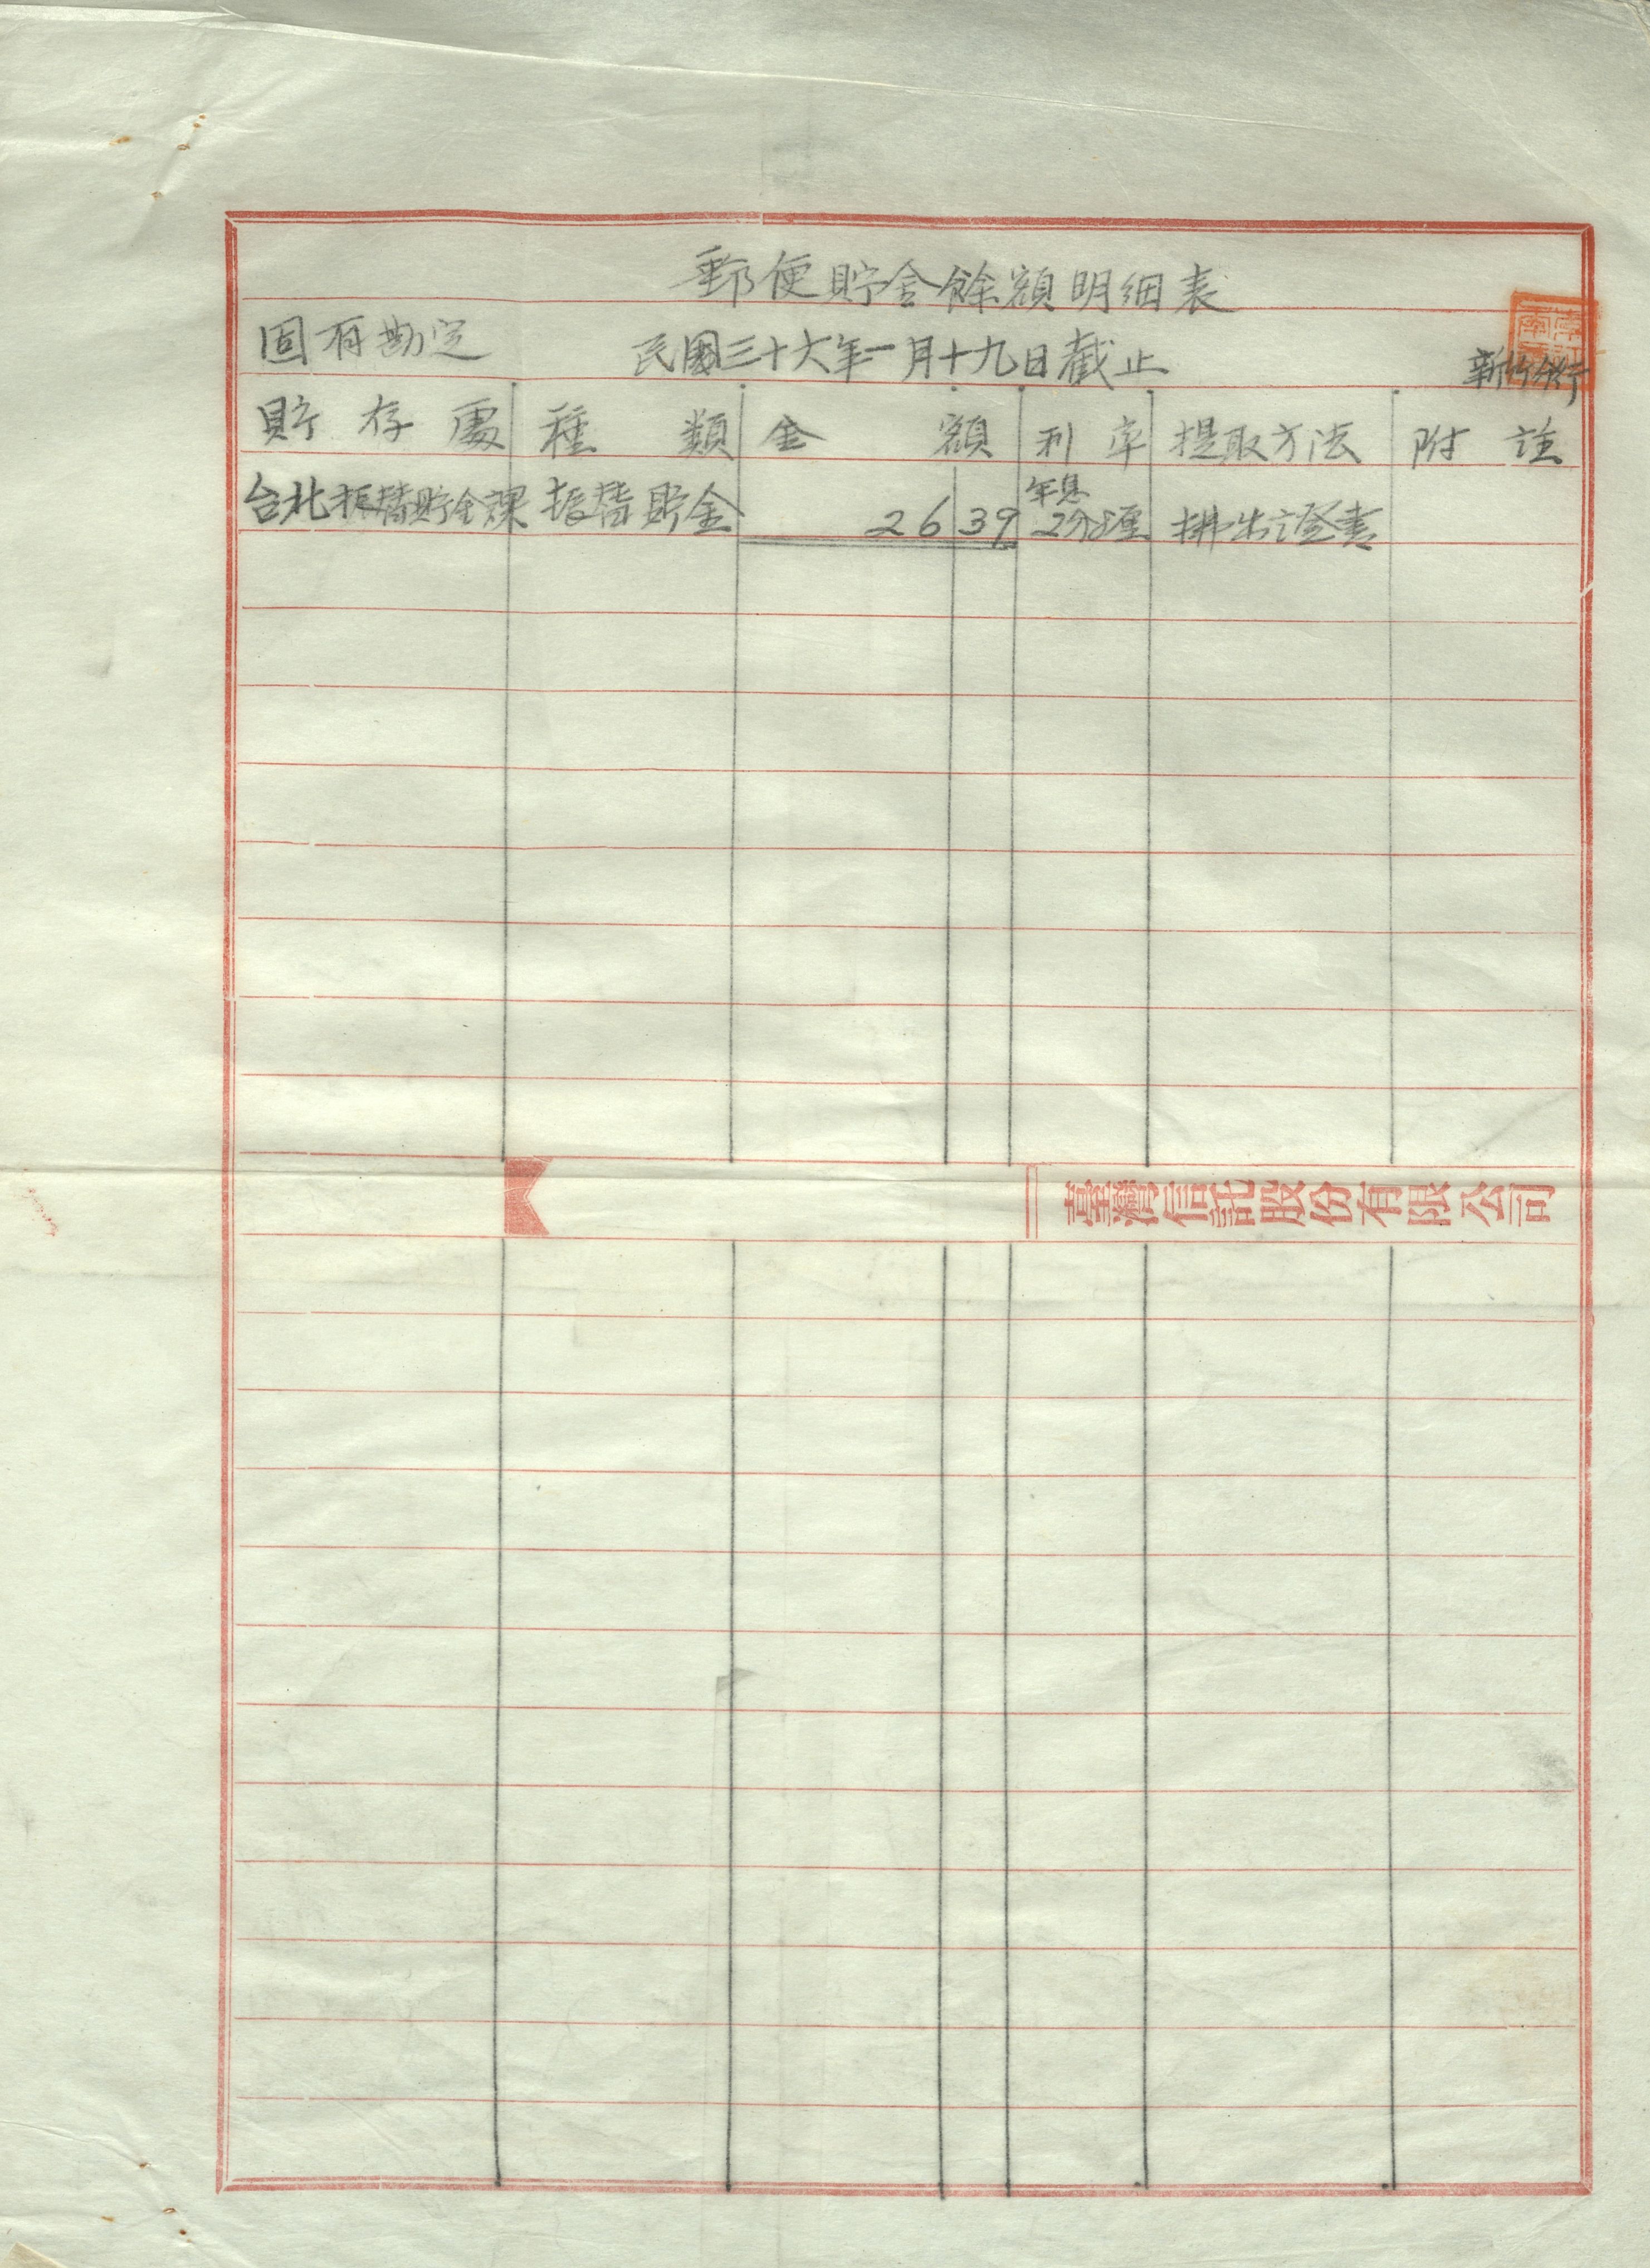 郵便貯金餘額明細表
固有勘定 民國三十六年一月十九日截止 新竹分行
貯存處 種類 金額 利率 提取方法 附註
台北振替貯金課 振替貯金 26 39 年息2分8厘 拂出證書
臺灣信託股份有限公司